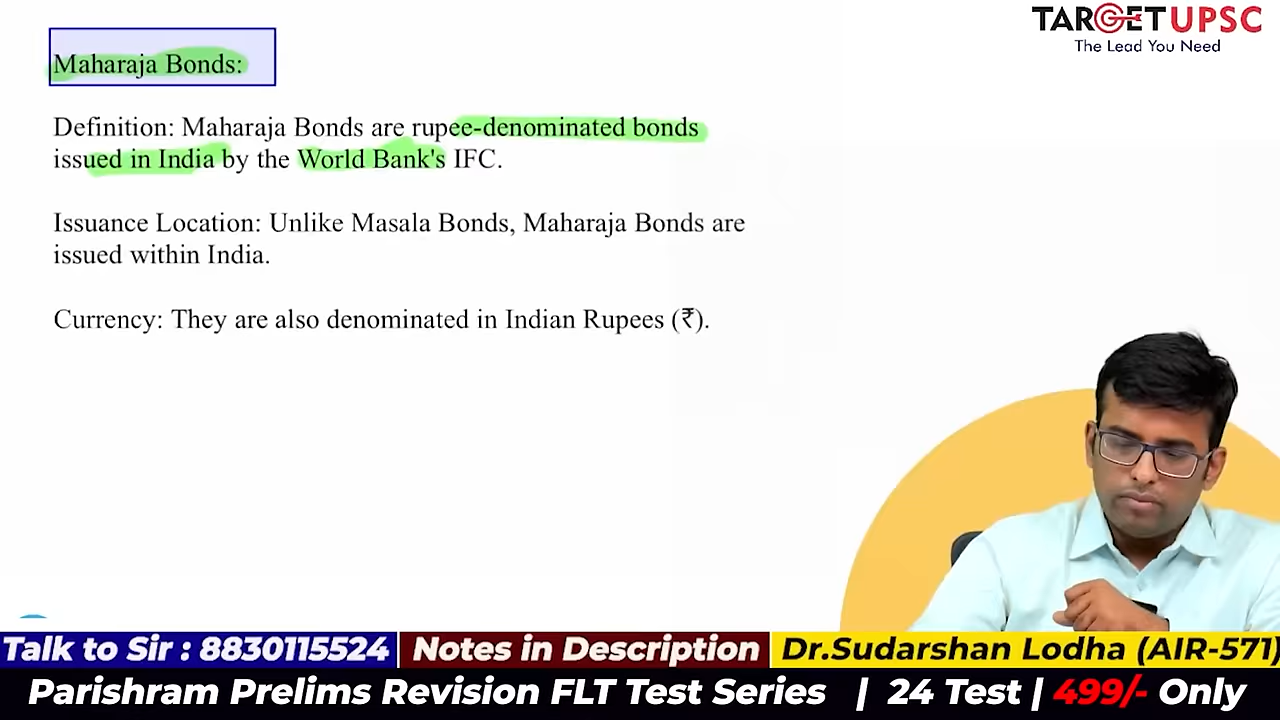 TARGET UPSC
The Lead You Need
Maharaja Bonds:
Definition: Maharaja Bonds are rupee-denominated bonds
issued in India by the World Bank's IFC.
Issuance Location: Unlike Masala Bonds, Maharaja Bonds are
issued within India.
Currency: They are also denominated in Indian Rupees (₹).
Talk to Sir : 8830115524
Notes in Description
Dr.Sudarshan Lodha (AIR-571)
Parishram Prelims Revision FLT Test Series | 24 Test | 499/- Only